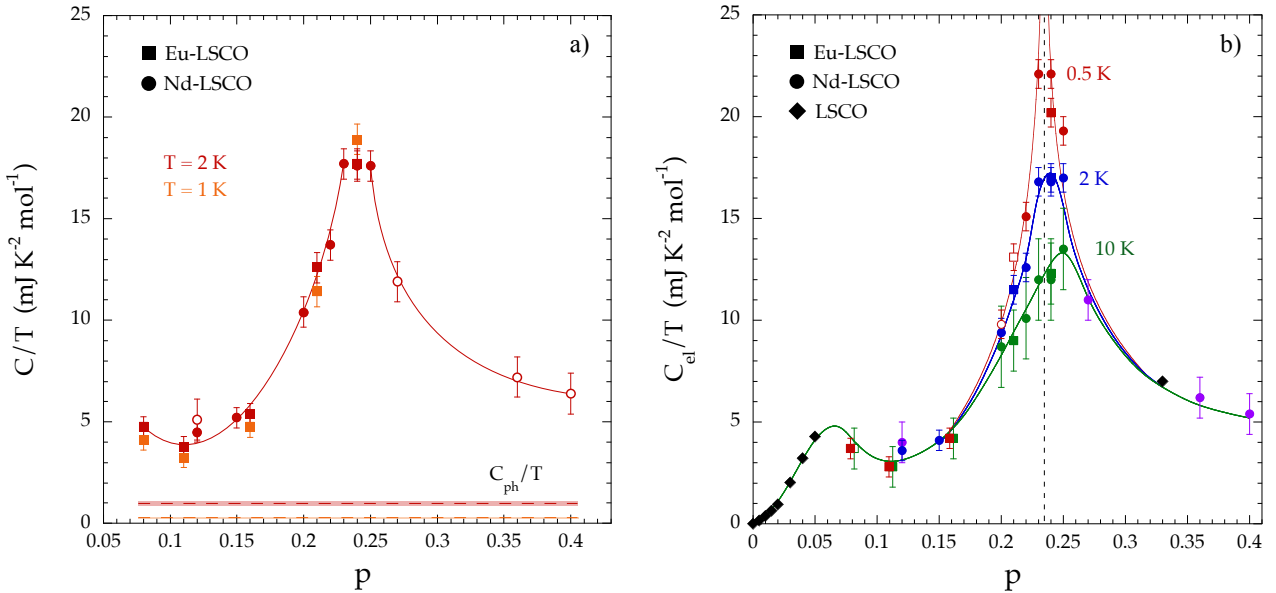 a)
Eu-LSCO
Nd-LSCO
T = 2 K
T = 1 K
C_ph/T
C/T (mJ K^-2 mol^-1)
25
20
15
10
5
0
0.05 0.1 0.15 0.2 0.25 0.3 0.35 0.4
p
b)
Eu-LSCO
Nd-LSCO
LSCO
0.5 K
2 K
10 K
C_el/T (mJ K^-2 mol^-1)
25
20
15
10
5
0
0 0.05 0.1 0.15 0.2 0.25 0.3 0.35 0.4
p